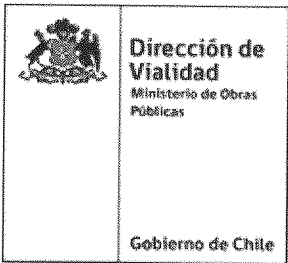 Dirección de
Vialidad
Ministerio de Obras
Públicas
Gobierno de Chile